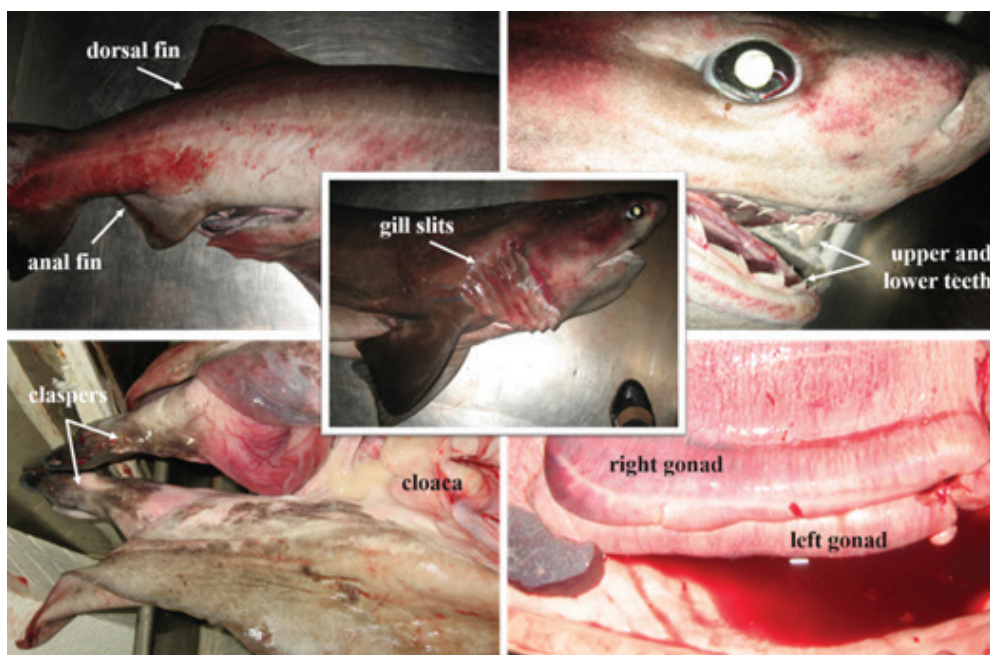 dorsal fin
anal fin
upper and
lower teeth
gill slits
claspers
cloaca
right gonad
left gonad